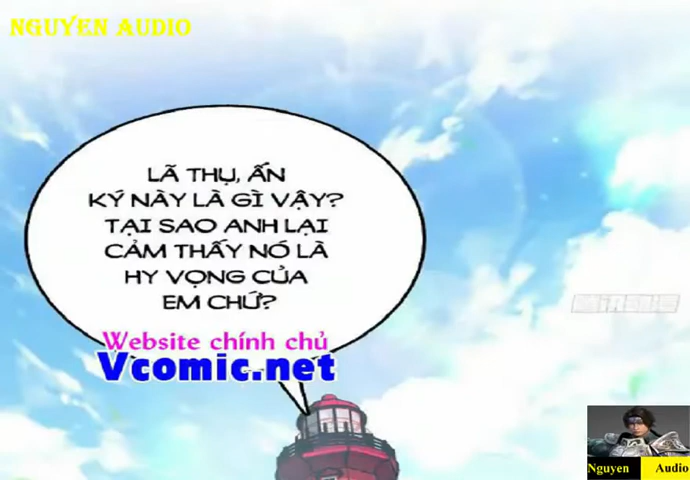 NGUYEN AUDIO
LÃ THỤ, ẤN
KÝ NÀY LÀ GÌ VẬY?
TẠI SAO ANH LẠI
CẢM THẤY NÓ LÀ
HY VỌNG CỦA
EM CHỨ?
Website chính chủ
Vcomic.net
Nguyen Audio